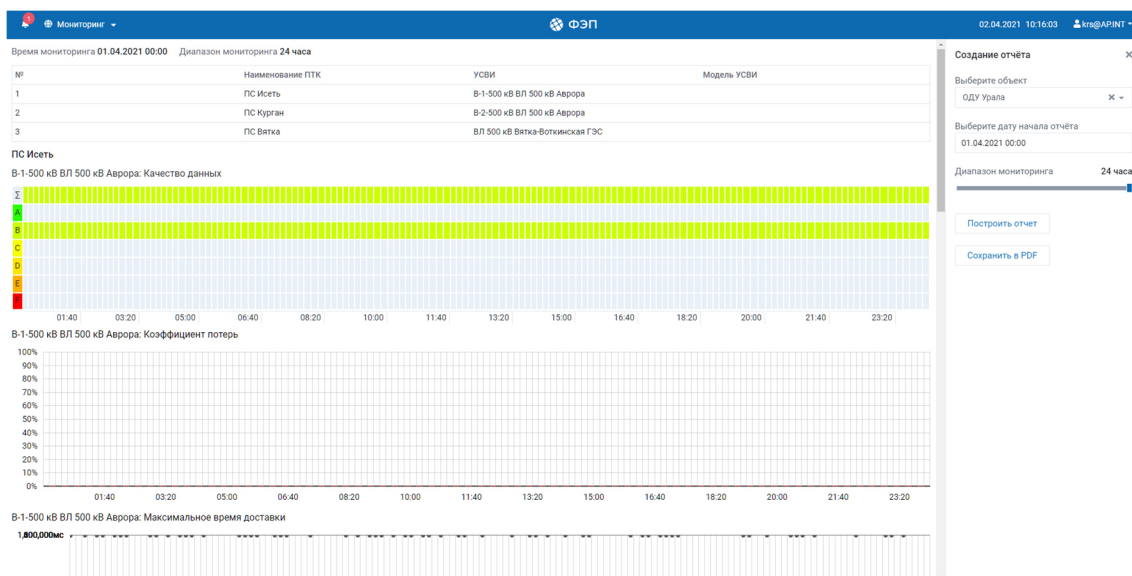 1
Мониторинг
ФЭП
02.04.2021 10:16:03
krs@AP.INT
Время мониторинга 01.04.2021 00:00 Диапазон мониторинга 24 часа
№ Наименование ПТК УСВИ Модель УСВИ
1 ПС Исеть В-1-500 кВ ВЛ 500 кВ Аврора
2 ПС Курган В-2-500 кВ ВЛ 500 кВ Аврора
3 ПС Вятка ВЛ 500 кВ Вятка-Воткинская ГЭС
ПС Исеть
В-1-500 кВ ВЛ 500 кВ Аврора: Качество данных
Σ
A
B
C
D
E
F
01:40 03:20 05:00 06:40 08:20 10:00 11:40 13:20 15:00 16:40 18:20 20:00 21:40 23:20
В-1-500 кВ ВЛ 500 кВ Аврора: Коэффициент потерь
100%
90%
80%
70%
60%
50%
40%
30%
20%
10%
0%
01:40 03:20 05:00 06:40 08:20 10:00 11:40 13:20 15:00 16:40 18:20 20:00 21:40 23:20
В-1-500 кВ ВЛ 500 кВ Аврора: Максимальное время доставки
Создание отчёта
Выберите объект
ОДУ Урала
Выберите дату начала отчёта
01.04.2021 00:00
Диапазон мониторинга 24 часа
Построить отчет
Сохранить в PDF